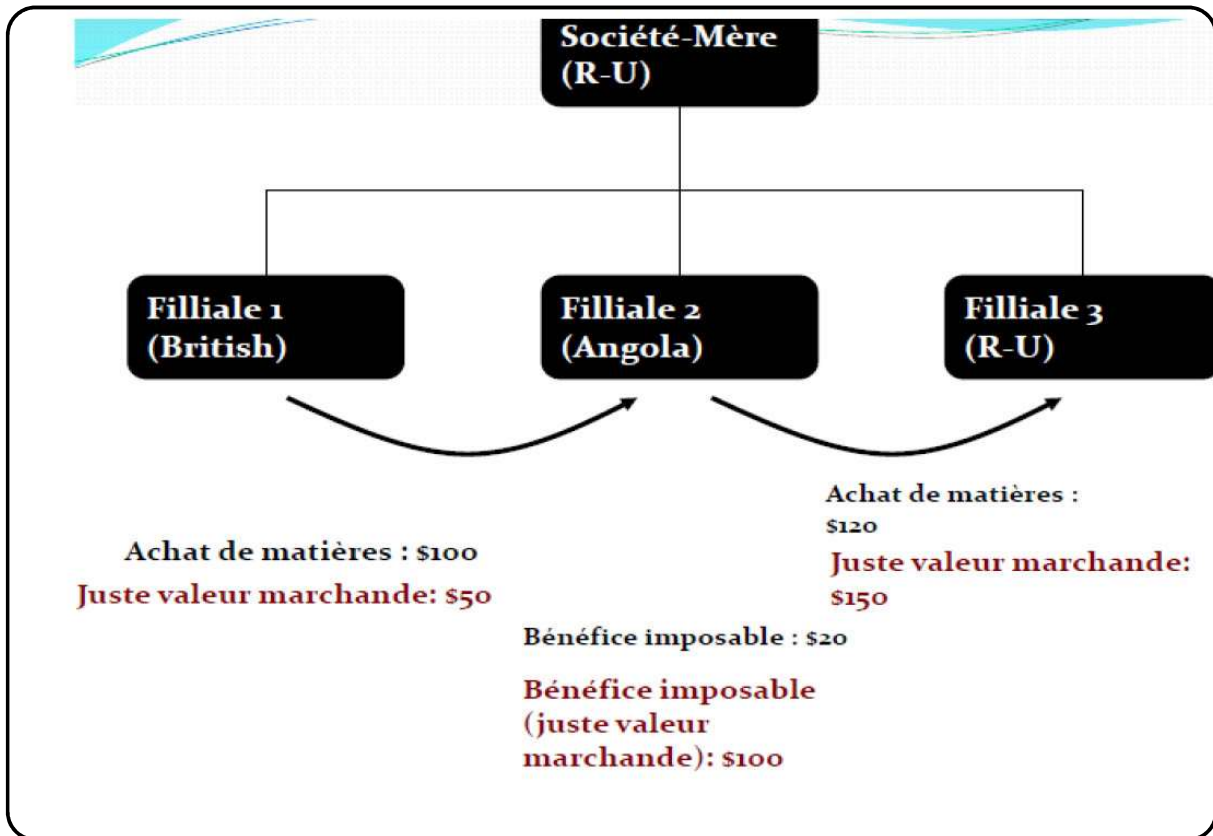 Société-Mère
(R-U)
Filliale 1
(British)
Filliale 2
(Angola)
Filliale 3
(R-U)
Achat de matières : $100
Juste valeur marchande: $50
Achat de matières :
$120
Juste valeur marchande:
$150
Bénéfice imposable : $20
Bénéfice imposable
(juste valeur
marchande): $100